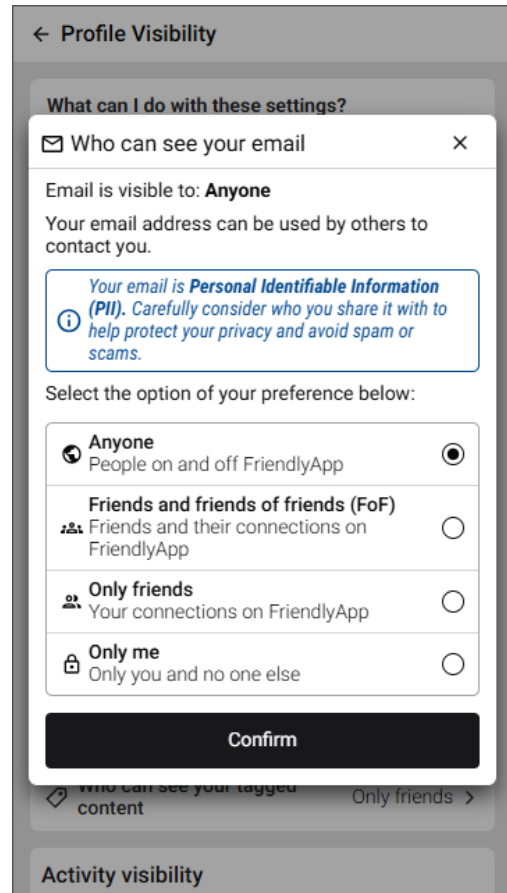 Profile Visibility
What can I do with these settings?
Who can see your email
Email is visible to: Anyone
Your email address can be used by others to
contact you.
Your email is Personal Identifiable Information
(PII). Carefully consider who you share it with to
help protect your privacy and avoid spam or
scams.
Select the option of your preference below:
Anyone
People on and off FriendlyApp
Friends and friends of friends (FoF)
Friends and their connections on
FriendlyApp
Only friends
Your connections on FriendlyApp
Only me
Only you and no one else
Confirm
Who can see your tagged
content
Only friends
Activity visibility